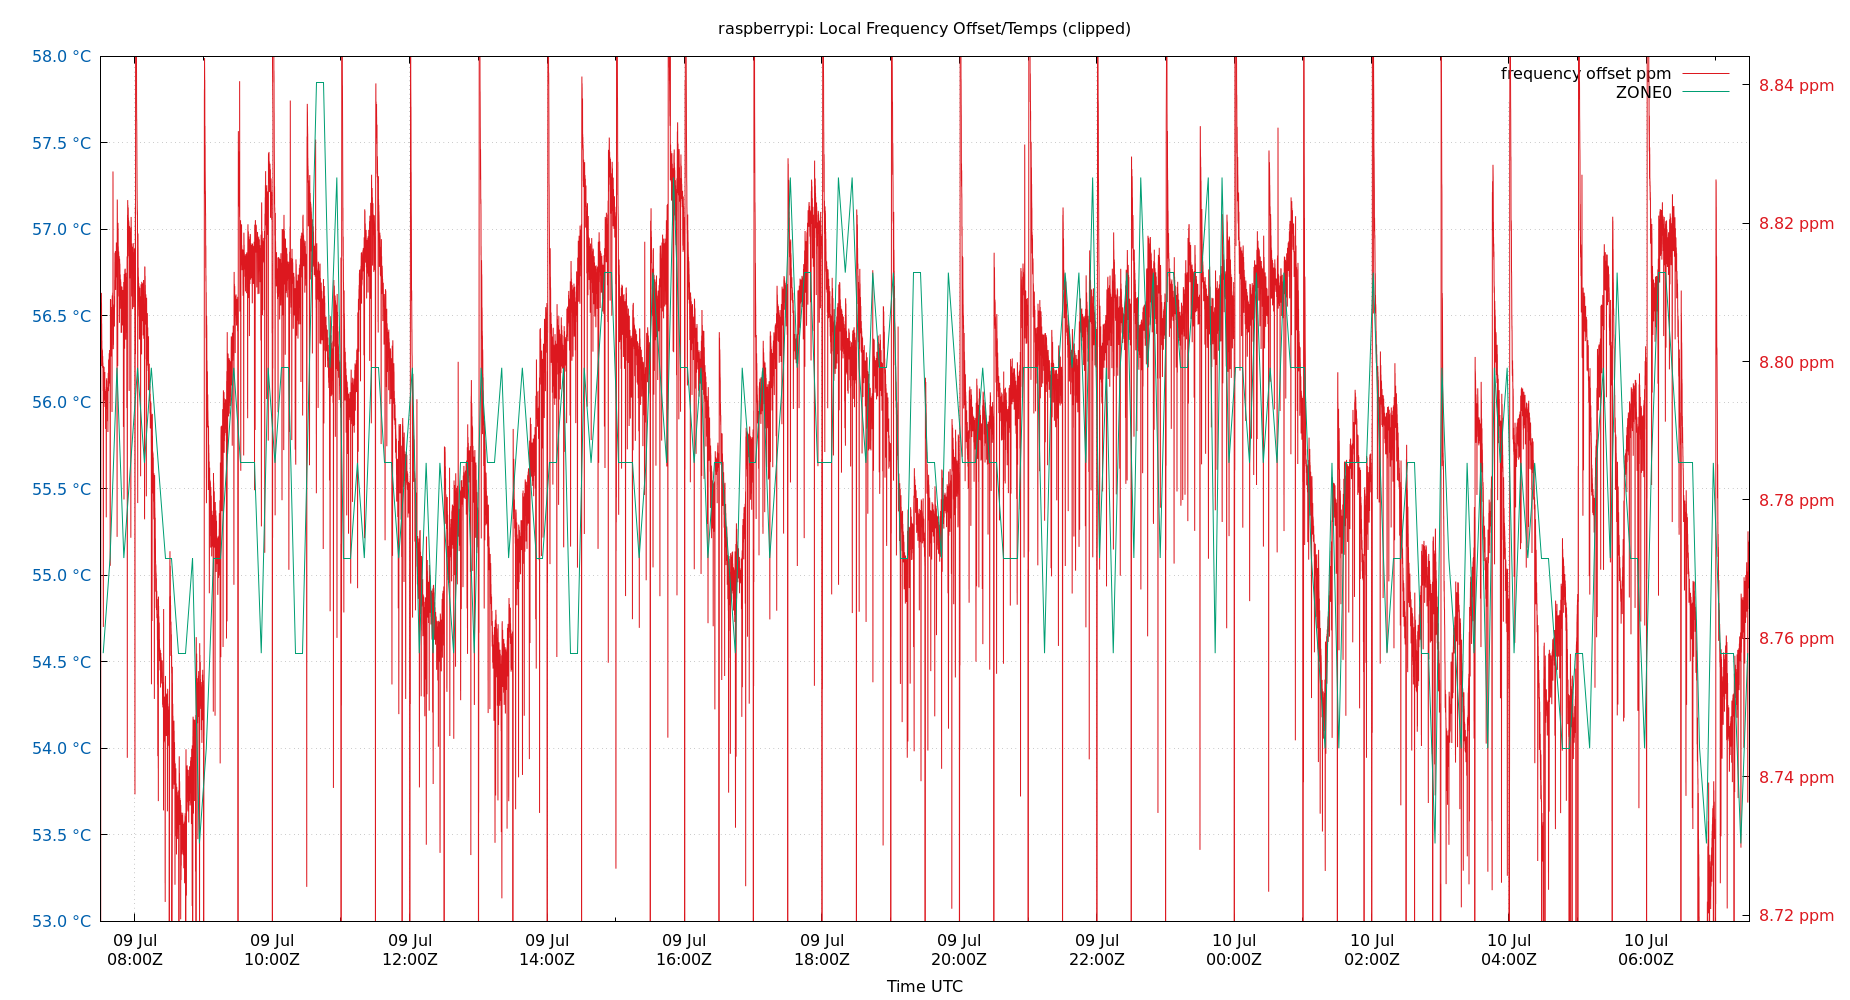 raspberrypi: Local Frequency Offset/Temps (clipped)
58.0 °C
57.5 °C
57.0 °C
56.5 °C
56.0 °C
55.5 °C
55.0 °C
54.5 °C
54.0 °C
53.5 °C
53.0 °C
frequency offset ppm
ZONE0
8.84 ppm
8.82 ppm
8.80 ppm
8.78 ppm
8.76 ppm
8.74 ppm
8.72 ppm
09 Jul 09 Jul 09 Jul 09 Jul 09 Jul 09 Jul 09 Jul 09 Jul 10 Jul 10 Jul 10 Jul 10 Jul
08:00Z 10:00Z 12:00Z 14:00Z 16:00Z 18:00Z 20:00Z 22:00Z 00:00Z 02:00Z 04:00Z 06:00Z
Time UTC